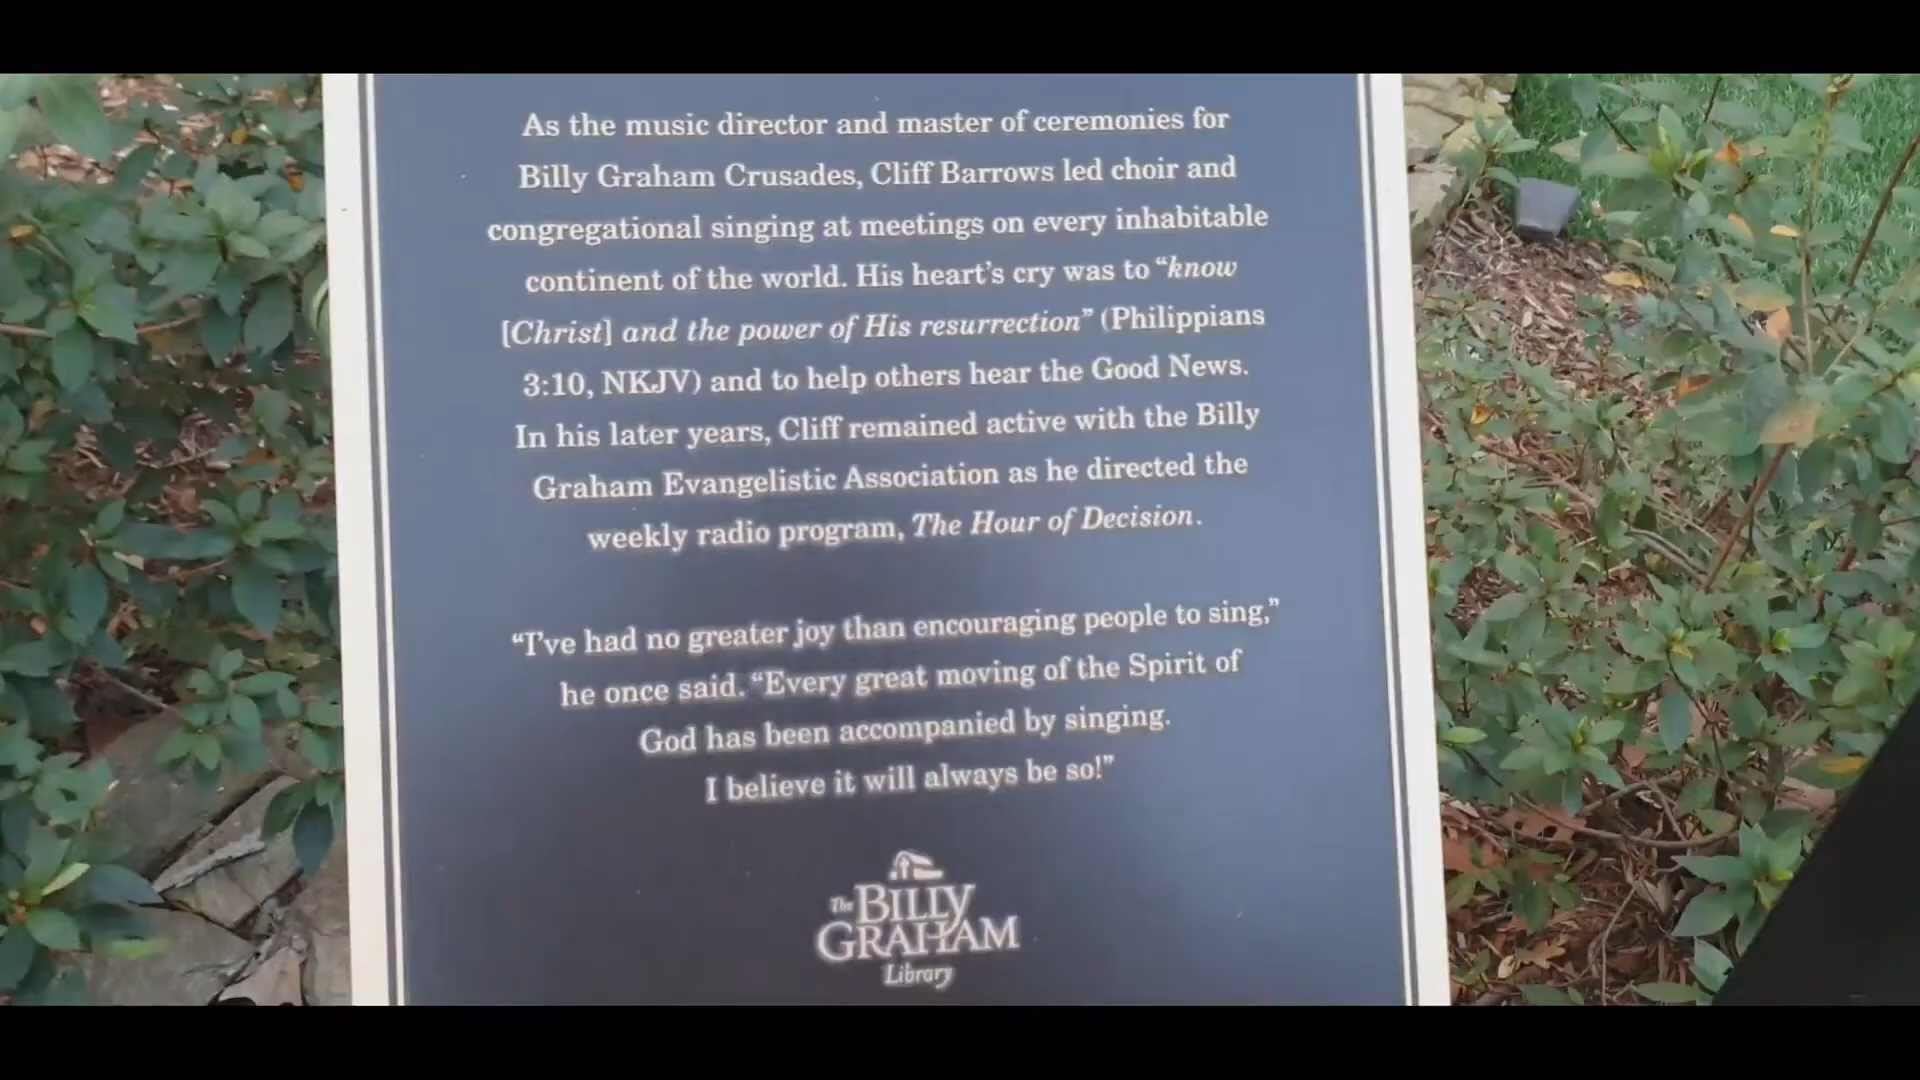 As the music director and master of ceremonies for
Billy Graham Crusades, Cliff Barrows led choir and
congregational singing at meetings on every inhabitable
continent of the world. His heart's cry was to “know
[Christ] and the power of His resurrection” (Philippians
3:10, NKJV) and to help others hear the Good News.
In his later years, Cliff remained active with the Billy
Graham Evangelistic Association as he directed the
weekly radio program, The Hour of Decision.
“I've had no greater joy than encouraging people to sing,”
he once said. “Every great moving of the Spirit of
God has been accompanied by singing.
I believe it will always be so!”
The BILLY
GRAHAM
Library